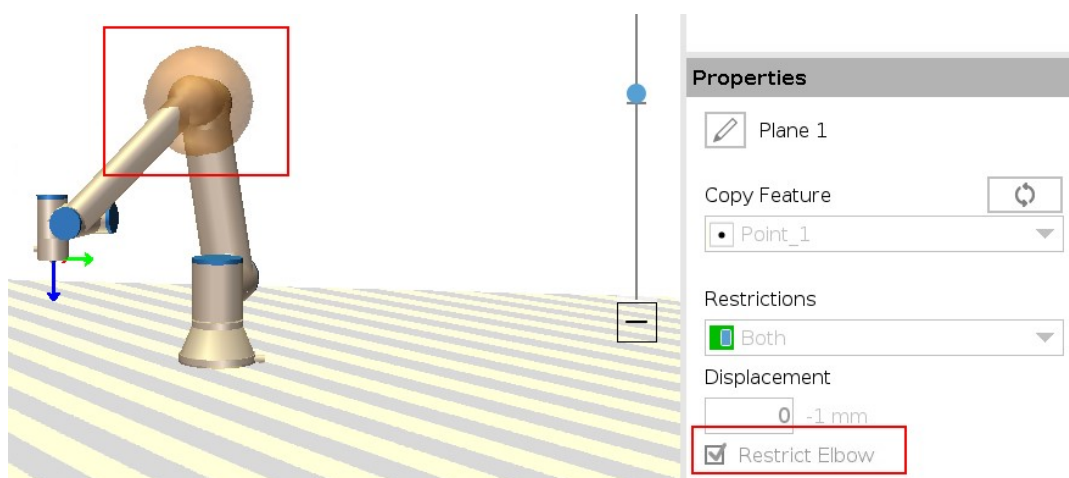 Properties
Plane 1
Copy Feature
Point_1
Restrictions
Both
Displacement
0 -1 mm
Restrict Elbow